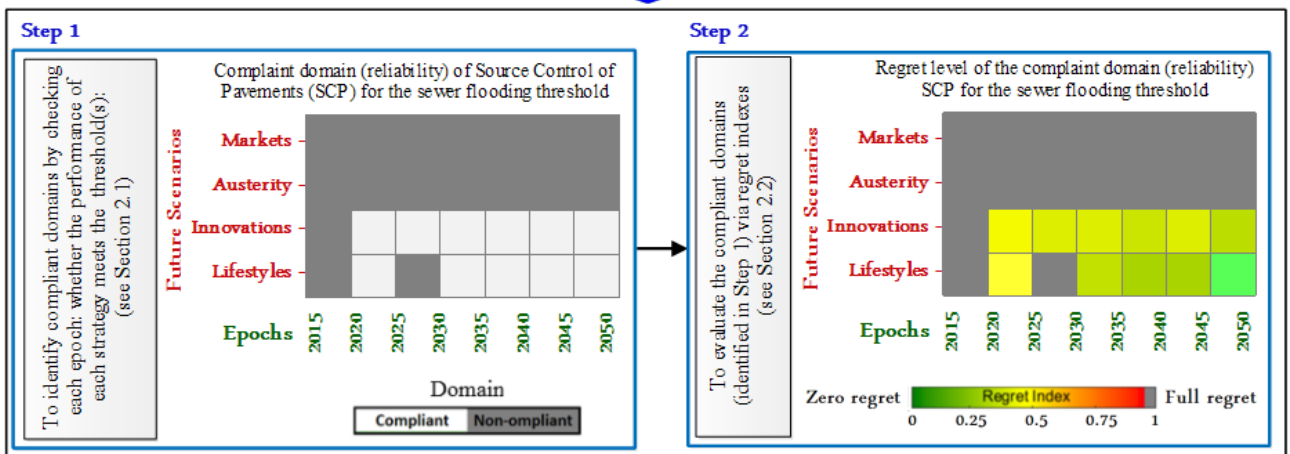 Step 1
To identify compliant domains by checking
each epoch: whether the performance of
each strategy meets the threshold(s):
(see Section 2.1)
Complaint domain (reliability) of Source Control of
Pavements (SCP) for the sewer flooding threshold
Future Scenarios
Markets
Austerity
Innovations
Lifestyles
Epochs
2015
2020
2025
2030
2035
2040
2045
2050
Domain
Compliant
Non-ompliant
Step 2
To evaluate the compliant domains
(identified in Step 1) via regret indexes
(see Section 2.2)
Regret level of the complaint domain (reliability)
SCP for the sewer flooding threshold
Future Scenarios
Markets
Austerity
Innovations
Lifestyles
Epochs
2015
2020
2025
2030
2035
2040
2045
2050
Zero regret
Regret Index
Full regret
0
0.25
0.5
0.75
1